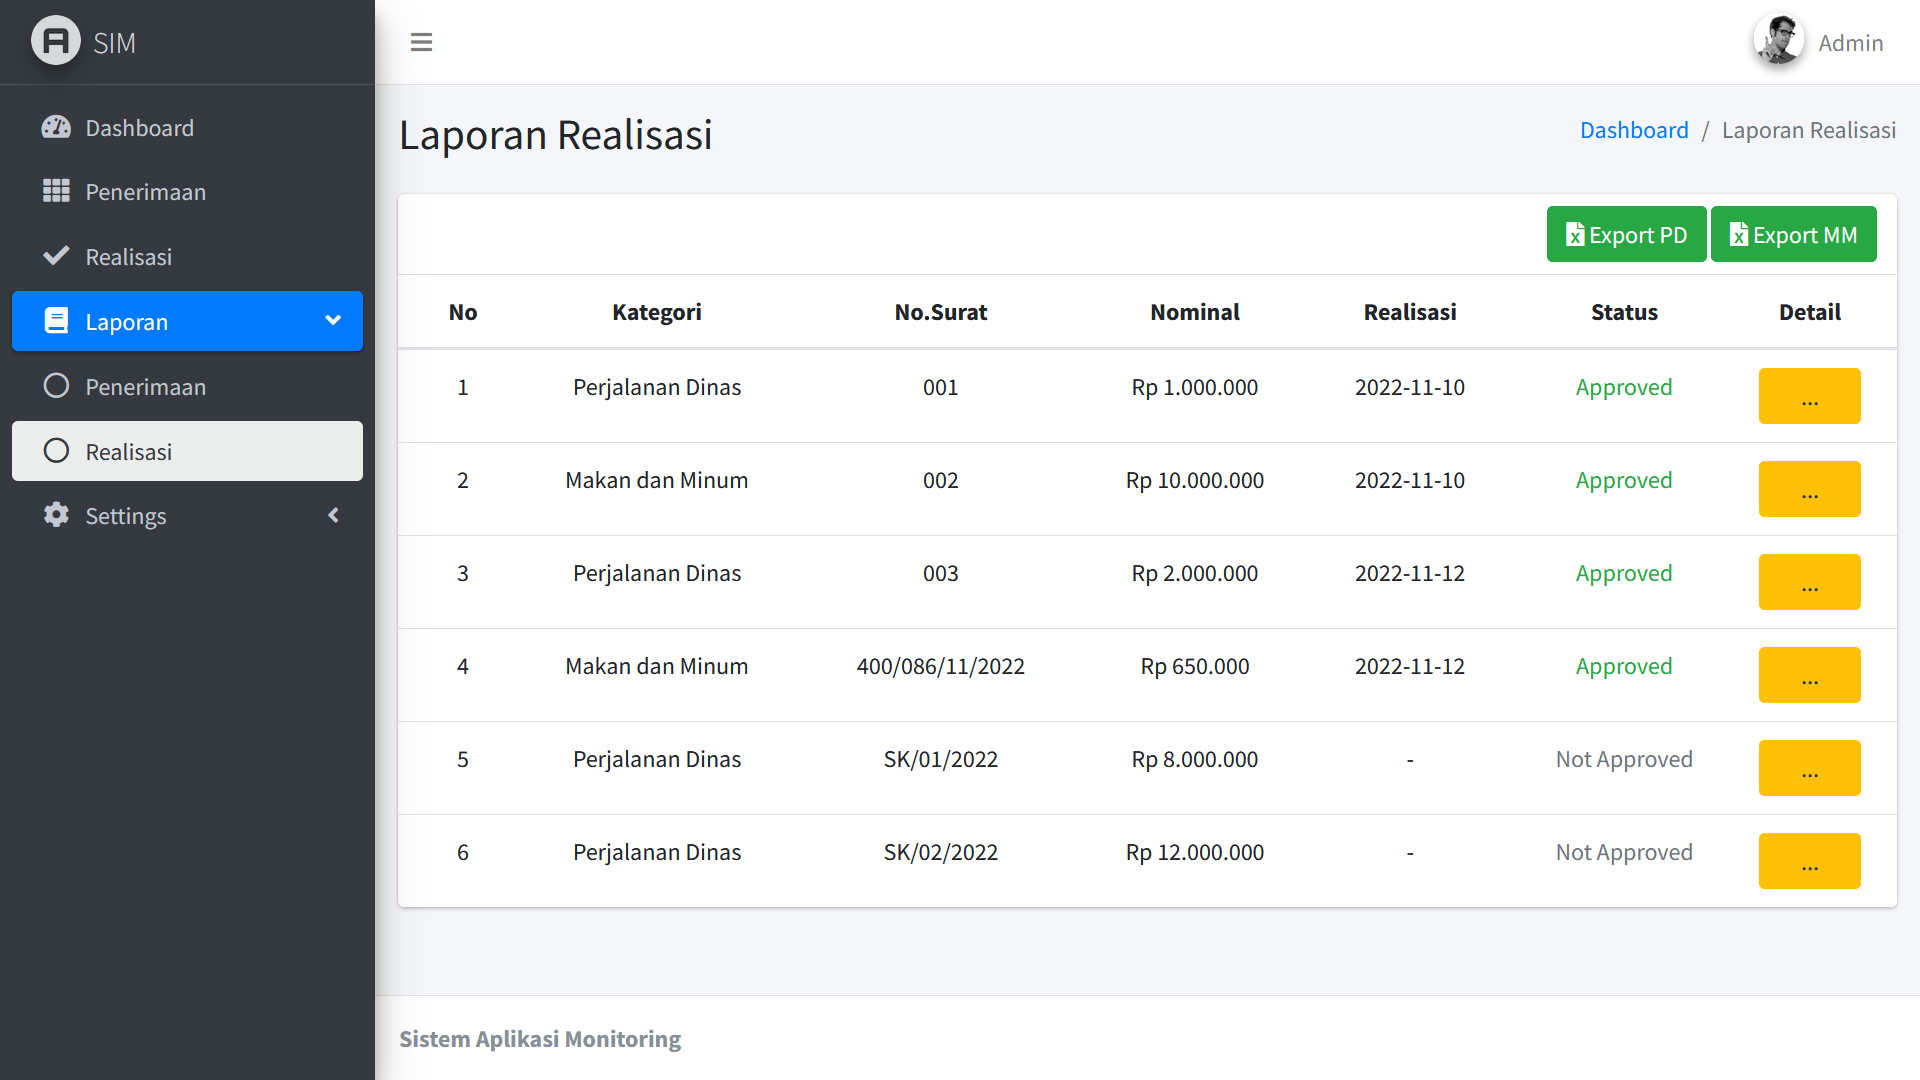 SIM
Admin
Dashboard
Penerimaan
Realisasi
Laporan
Penerimaan
Realisasi
Settings
Laporan Realisasi
Dashboard / Laporan Realisasi
Export PD Export MM
No Kategori No.Surat Nominal Realisasi Status Detail
1 Perjalanan Dinas 001 Rp 1.000.000 2022-11-10 Approved ...
2 Makan dan Minum 002 Rp 10.000.000 2022-11-10 Approved ...
3 Perjalanan Dinas 003 Rp 2.000.000 2022-11-12 Approved ...
4 Makan dan Minum 400/086/11/2022 Rp 650.000 2022-11-12 Approved ...
5 Perjalanan Dinas SK/01/2022 Rp 8.000.000 - Not Approved ...
6 Perjalanan Dinas SK/02/2022 Rp 12.000.000 - Not Approved ...
Sistem Aplikasi Monitoring